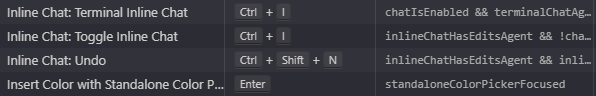 Inline Chat: Terminal Inline Chat Ctrl + I chatIsEnabled && terminalChatAg…
Inline Chat: Toggle Inline Chat Ctrl + I inlineChatHasEditsAgent && !cha…
Inline Chat: Undo Ctrl + Shift + N inlineChatHasEditsAgent && inli…
Insert Color with Standalone Color P… Enter standaloneColorPickerFocused